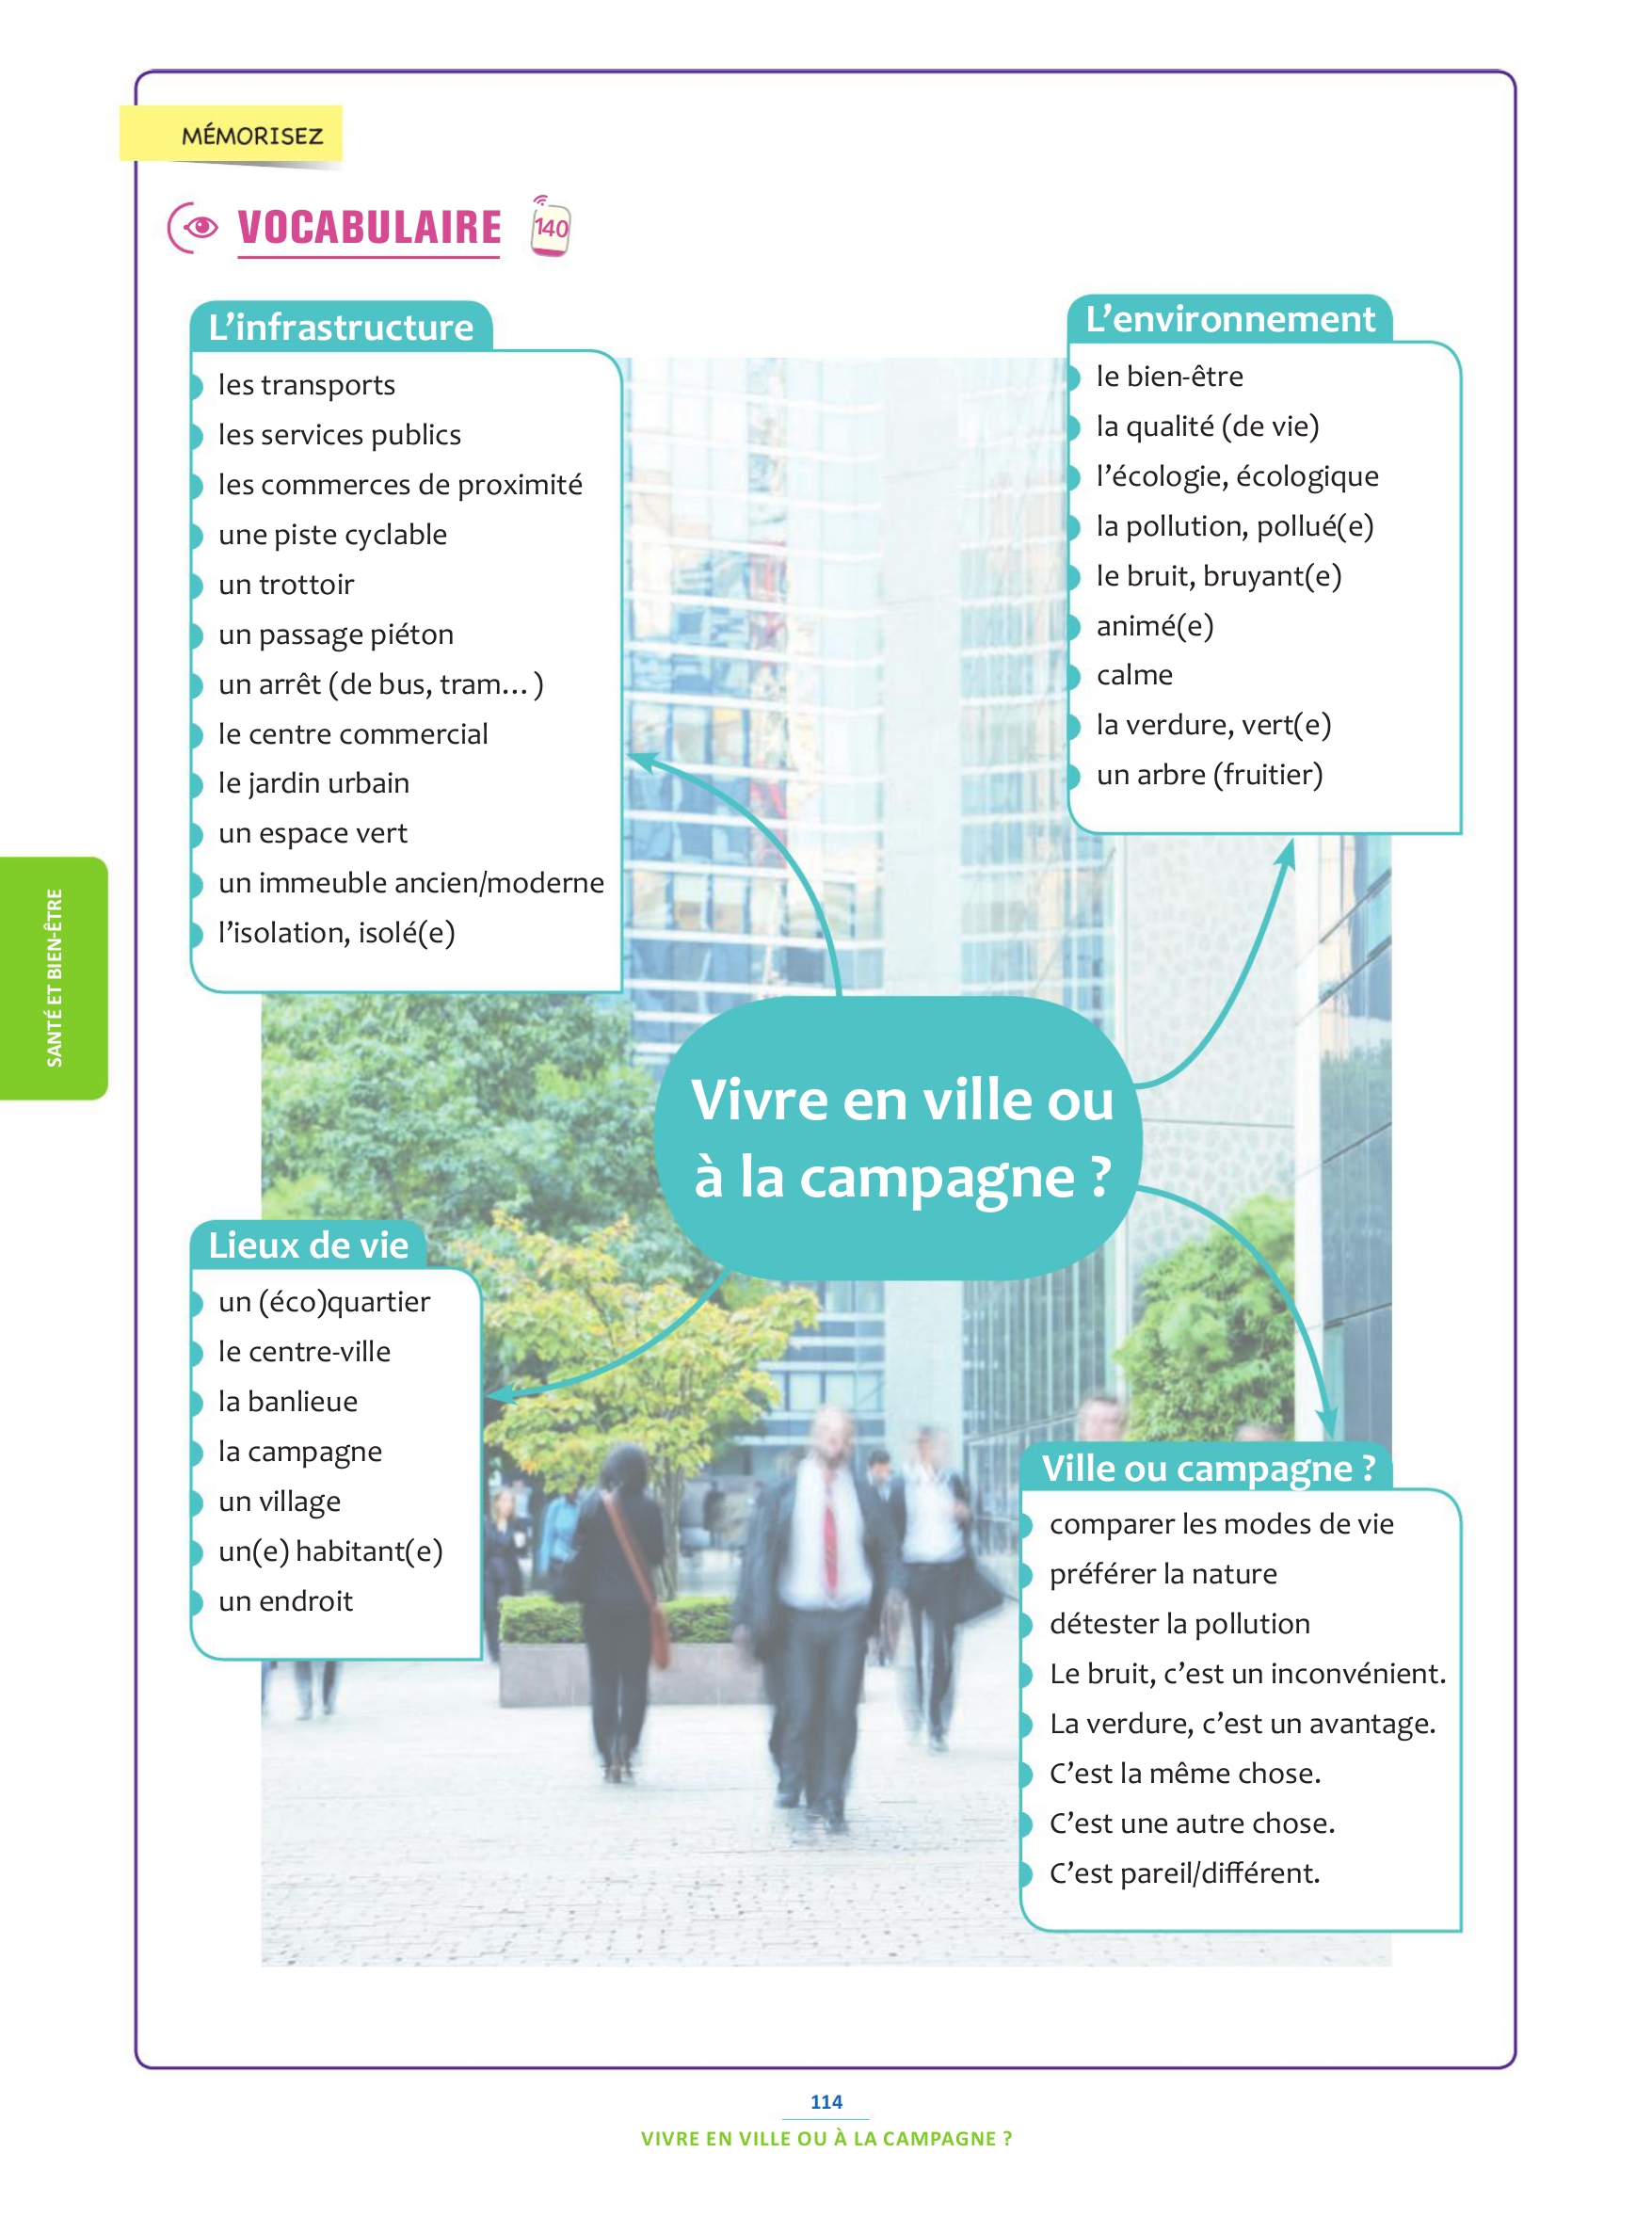 MÉMORISEZ
VOCABULAIRE
140
L'infrastructure
les transports
les services publics
les commerces de proximité
une piste cyclable
un trottoir
un passage piéton
un arrêt (de bus, tram…)
le centre commercial
le jardin urbain
un espace vert
un immeuble ancien/moderne
l'isolation, isolé(e)
L'environnement
le bien-être
la qualité (de vie)
l'écologie, écologique
la pollution, pollué(e)
le bruit, bruyant(e)
animé(e)
calme
la verdure, vert(e)
un arbre (fruitier)
SANTÉ ET BIEN-ÊTRE
Vivre en ville ou
à la campagne ?
Lieux de vie
un (éco)quartier
le centre-ville
la banlieue
la campagne
un village
un(e) habitant(e)
un endroit
Ville ou campagne ?
comparer les modes de vie
préférer la nature
détester la pollution
Le bruit, c'est un inconvénient.
La verdure, c'est un avantage.
C'est la même chose.
C'est une autre chose.
C'est pareil/différent.
114
VIVRE EN VILLE OU À LA CAMPAGNE ?